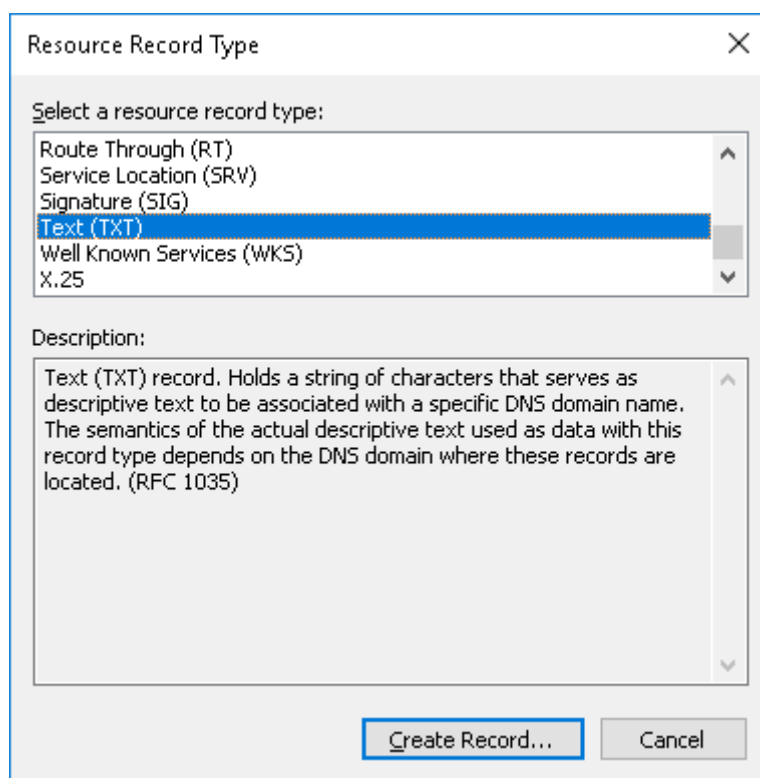 Resource Record Type
Select a resource record type:
Route Through (RT)
Service Location (SRV)
Signature (SIG)
Text (TXT)
Well Known Services (WKS)
X.25
Description:
Text (TXT) record. Holds a string of characters that serves as
descriptive text to be associated with a specific DNS domain name.
The semantics of the actual descriptive text used as data with this
record type depends on the DNS domain where these records are
located. (RFC 1035)
Create Record...
Cancel